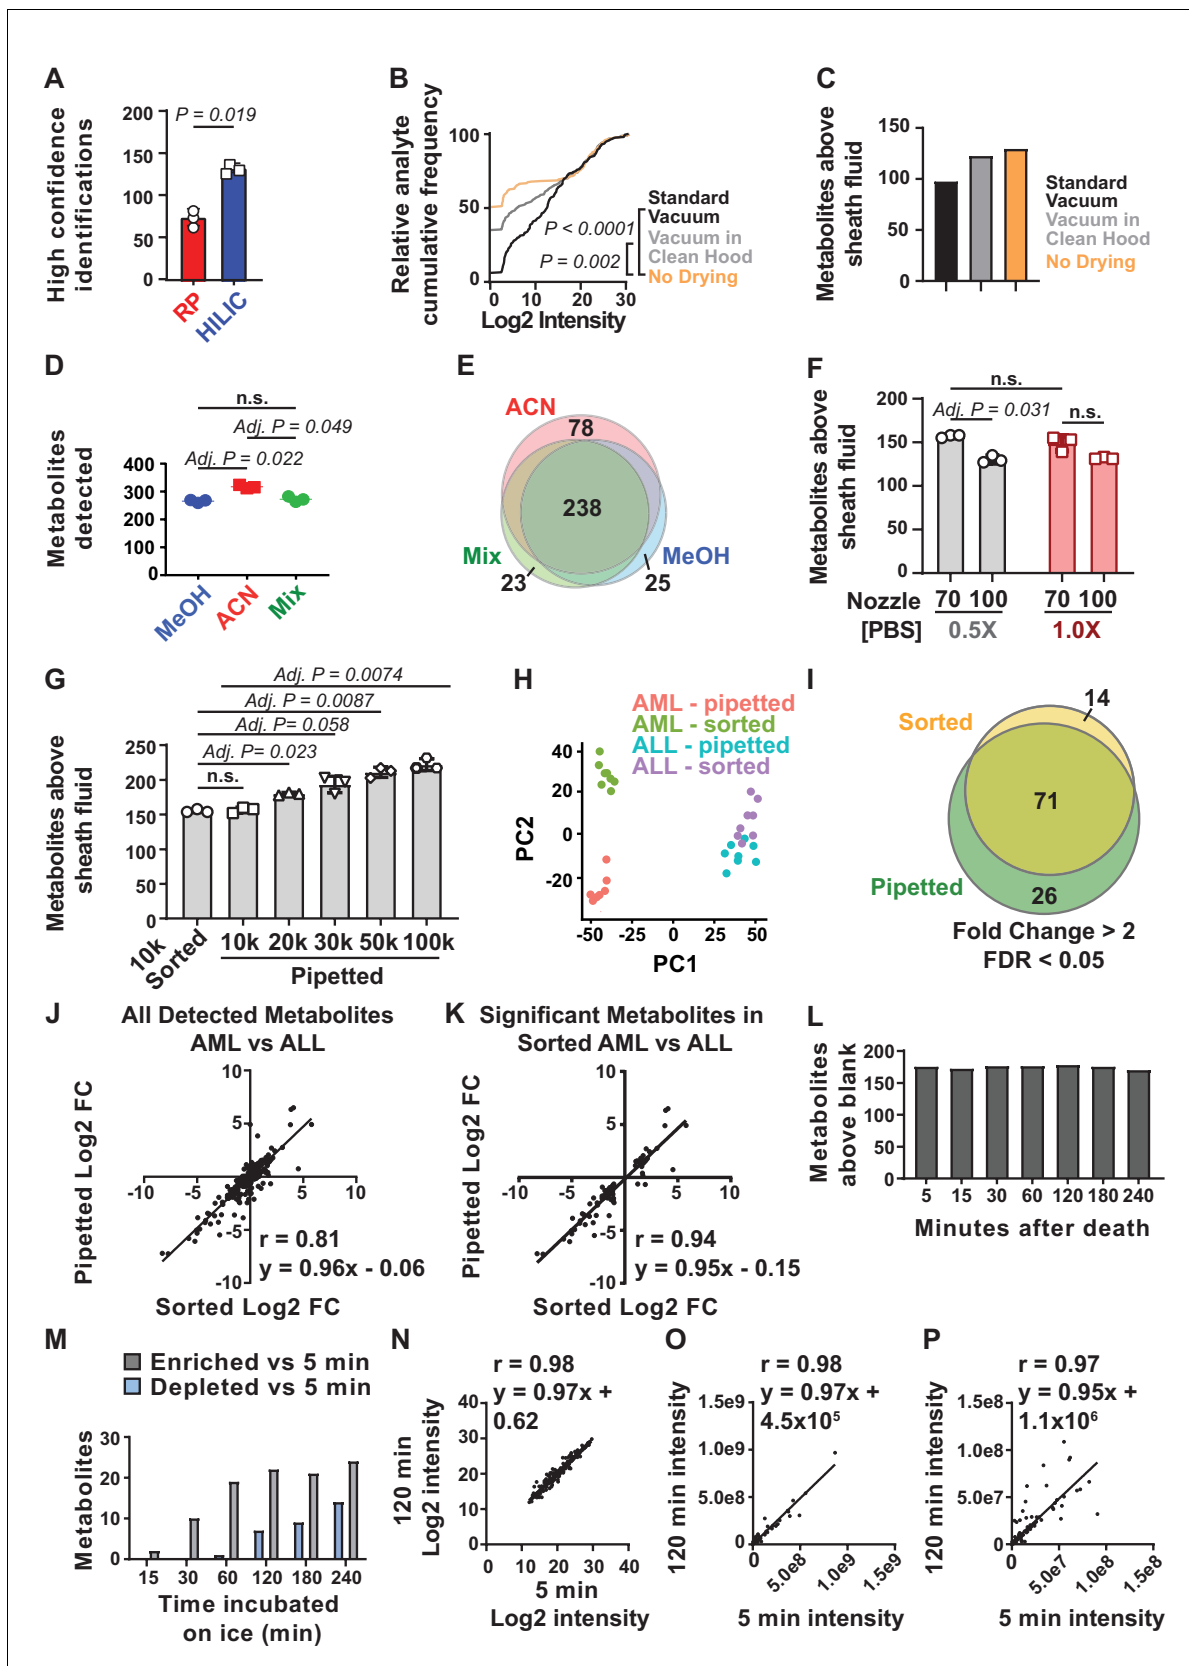 A
High confidence
identifications
200
150
100
50
0
P = 0.019
RP
HILIC
B
Relative analyte
cumulative frequency
100
50
0
0
10
20
30
Log2 Intensity
P < 0.0001
P = 0.002
Standard
Vacuum
Vacuum in
Clean Hood
No Drying
C
Metabolites above
sheath fluid
150
100
50
0
Standard
Vacuum
Vacuum in
Clean Hood
No Drying
D
Metabolites
detected
n.s.
Adj. P = 0.049
Adj. P = 0.022
400
300
200
100
0
MeOH
ACN
Mix
E
ACN
78
238
Mix
MeOH
23
25
F
Metabolites above
sheath fluid
n.s.
Adj. P = 0.031
n.s.
200
150
100
50
0
Nozzle 70 100 70 100
[PBS] 0.5X 1.0X
G
Metabolites above
sheath fluid
Adj. P = 0.0074
Adj. P = 0.0087
Adj. P= 0.058
Adj. P= 0.023
n.s.
250
200
150
100
50
0
10k
Sorted
10k 20k 30k 50k 100k
Pipetted
H
AML - pipetted
AML - sorted
ALL - pipetted
ALL - sorted
PC2
40
20
0
-20
-50 -25 0 25 50
PC1
I
14
Sorted
71
Pipetted
26
Fold Change > 2
FDR < 0.05
J
All Detected Metabolites
AML vs ALL
Pipetted Log2 FC
10
5
-10 -5 5 10
-5
-10
r = 0.81
y = 0.96x - 0.06
Sorted Log2 FC
K
Significant Metabolites in
Sorted AML vs ALL
Pipetted Log2 FC
10
5
-10 -5 5 10
-5
-10
r = 0.94
y = 0.95x - 0.15
Sorted Log2 FC
L
Metabolites
above blank
200
150
100
50
0
5 15 30 60 120 180 240
Minutes after death
M
Enriched vs 5 min
Depleted vs 5 min
Metabolites
30
20
10
0
15 30 60 120 180 240
Time incubated
on ice (min)
N
r = 0.98
y = 0.97x +
0.62
120 min
Log2 intensity
40
30
20
10
0
0 10 20 30 40
5 min
Log2 intensity
O
r = 0.98
y = 0.97x +
4.5x10⁵
120 min intensity
1.5e9
1.0e9
5.0e8
0
0
5.0e8
1.0e9
1.5e9
5 min intensity
P
r = 0.97
y = 0.95x +
1.1x10⁶
120 min intensity
1.5e8
1.0e8
5.0e7
0
0
5.0e7
1.0e8
1.5e8
5 min intensity